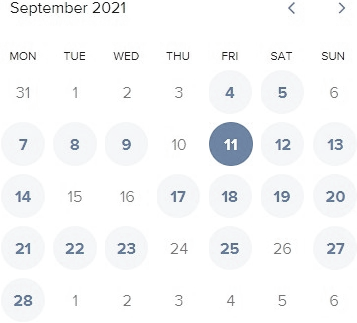 September 2021 < >
MON TUE WED THU FRI SAT SUN
31 1 2 3 4 5 6
7 8 9 10 11 12 13
14 15 16 17 18 19 20
21 22 23 24 25 26 27
28 1 2 3 4 5 6